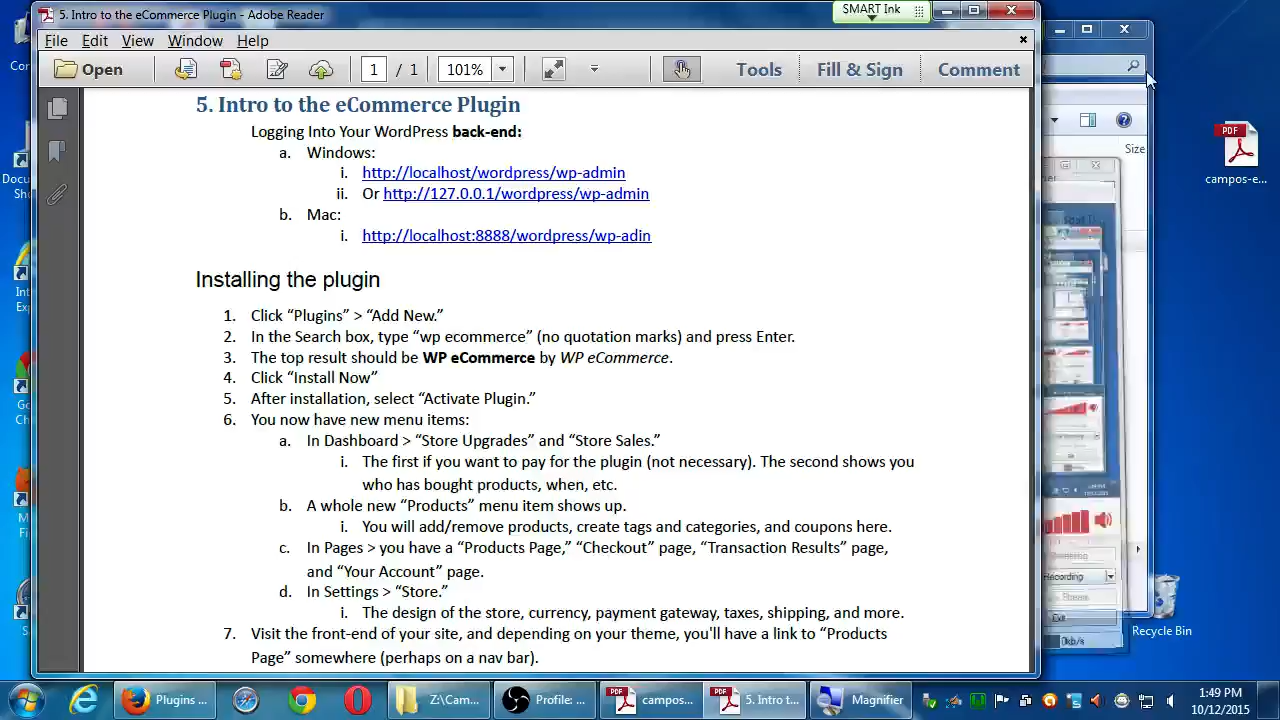 5. Intro to the eCommerce Plugin - Adobe Reader
SMART Ink
File Edit View Window Help
Open 1 / 1 101% Tools Fill & Sign Comment
5. Intro to the eCommerce Plugin
Logging Into Your WordPress back-end:
a. Windows:
i. http://localhost/wordpress/wp-admin
ii. Or http://127.0.0.1/wordpress/wp-admin
b. Mac:
i. http://localhost:8888/wordpress/wp-adin
Installing the plugin
1. Click “Plugins” > “Add New.”
2. In the Search box, type “wp ecommerce” (no quotation marks) and press Enter.
3. The top result should be WP eCommerce by WP eCommerce.
4. Click “Install Now”
5. After installation, select “Activate Plugin.”
6. You now have new menu items:
a. In Dashboard > “Store Upgrades” and “Store Sales.”
i. The first if you want to pay for the plugin (not necessary). The second shows you
who has bought products, when, etc.
b. A whole new “Products” menu item shows up.
i. You will add/remove products, create tags and categories, and coupons here.
c. In Pages > you have a “Products Page,” “Checkout” page, “Transaction Results” page,
and “Your Account” page.
d. In Settings > “Store.”
i. The design of the store, currency, payment gateway, taxes, shipping, and more.
7. Visit the front-end of your site, and depending on your theme, you'll have a link to “Products
Page” somewhere (perhaps on a nav bar).
Size
PDF
campos-e...
Recycle Bin
Plugins ...
Z:\Cam...
Profile: ...
campos...
5. Intro t...
Magnifier
1:49 PM
10/12/2015